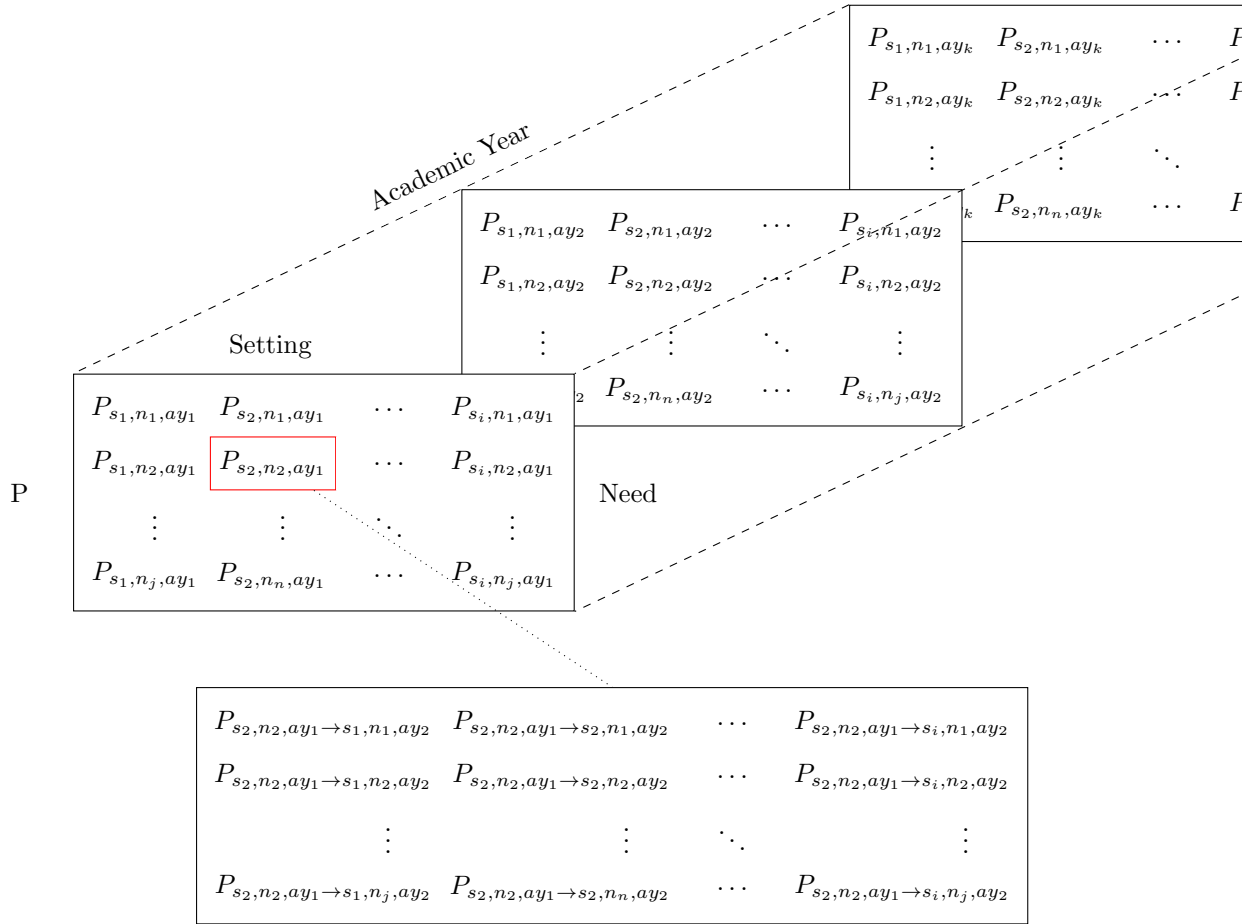 P_{s_1,n_1,ay_k} P_{s_2,n_1,ay_k} ⋯ P
P_{s_1,n_2,ay_k} P_{s_2,n_2,ay_k} ⋯ P
⋮ ⋮ ⋱
k P_{s_2,n_n,ay_k} ⋯ P
Academic Year
P_{s_1,n_1,ay_2} P_{s_2,n_1,ay_2} ⋯ P_{s_i,n_1,ay_2}
P_{s_1,n_2,ay_2} P_{s_2,n_2,ay_2} ⋯ P_{s_i,n_2,ay_2}
⋮ ⋮ ⋱ ⋮
2 P_{s_2,n_n,ay_2} ⋯ P_{s_i,n_j,ay_2}
Setting
P_{s_1,n_1,ay_1} P_{s_2,n_1,ay_1} ⋯ P_{s_i,n_1,ay_1}
P_{s_1,n_2,ay_1} P_{s_2,n_2,ay_1} ⋯ P_{s_i,n_2,ay_1}
⋮ ⋮ ⋱ ⋮
P_{s_1,n_j,ay_1} P_{s_2,n_n,ay_1} ⋯ P_{s_i,n_j,ay_1}
P
Need
P_{s_2,n_2,ay_1→s_1,n_1,ay_2} P_{s_2,n_2,ay_1→s_2,n_1,ay_2} ⋯ P_{s_2,n_2,ay_1→s_i,n_1,ay_2}
P_{s_2,n_2,ay_1→s_1,n_2,ay_2} P_{s_2,n_2,ay_1→s_2,n_2,ay_2} ⋯ P_{s_2,n_2,ay_1→s_i,n_2,ay_2}
⋮ ⋮ ⋱ ⋮
P_{s_2,n_2,ay_1→s_1,n_j,ay_2} P_{s_2,n_2,ay_1→s_2,n_n,ay_2} ⋯ P_{s_2,n_2,ay_1→s_i,n_j,ay_2}